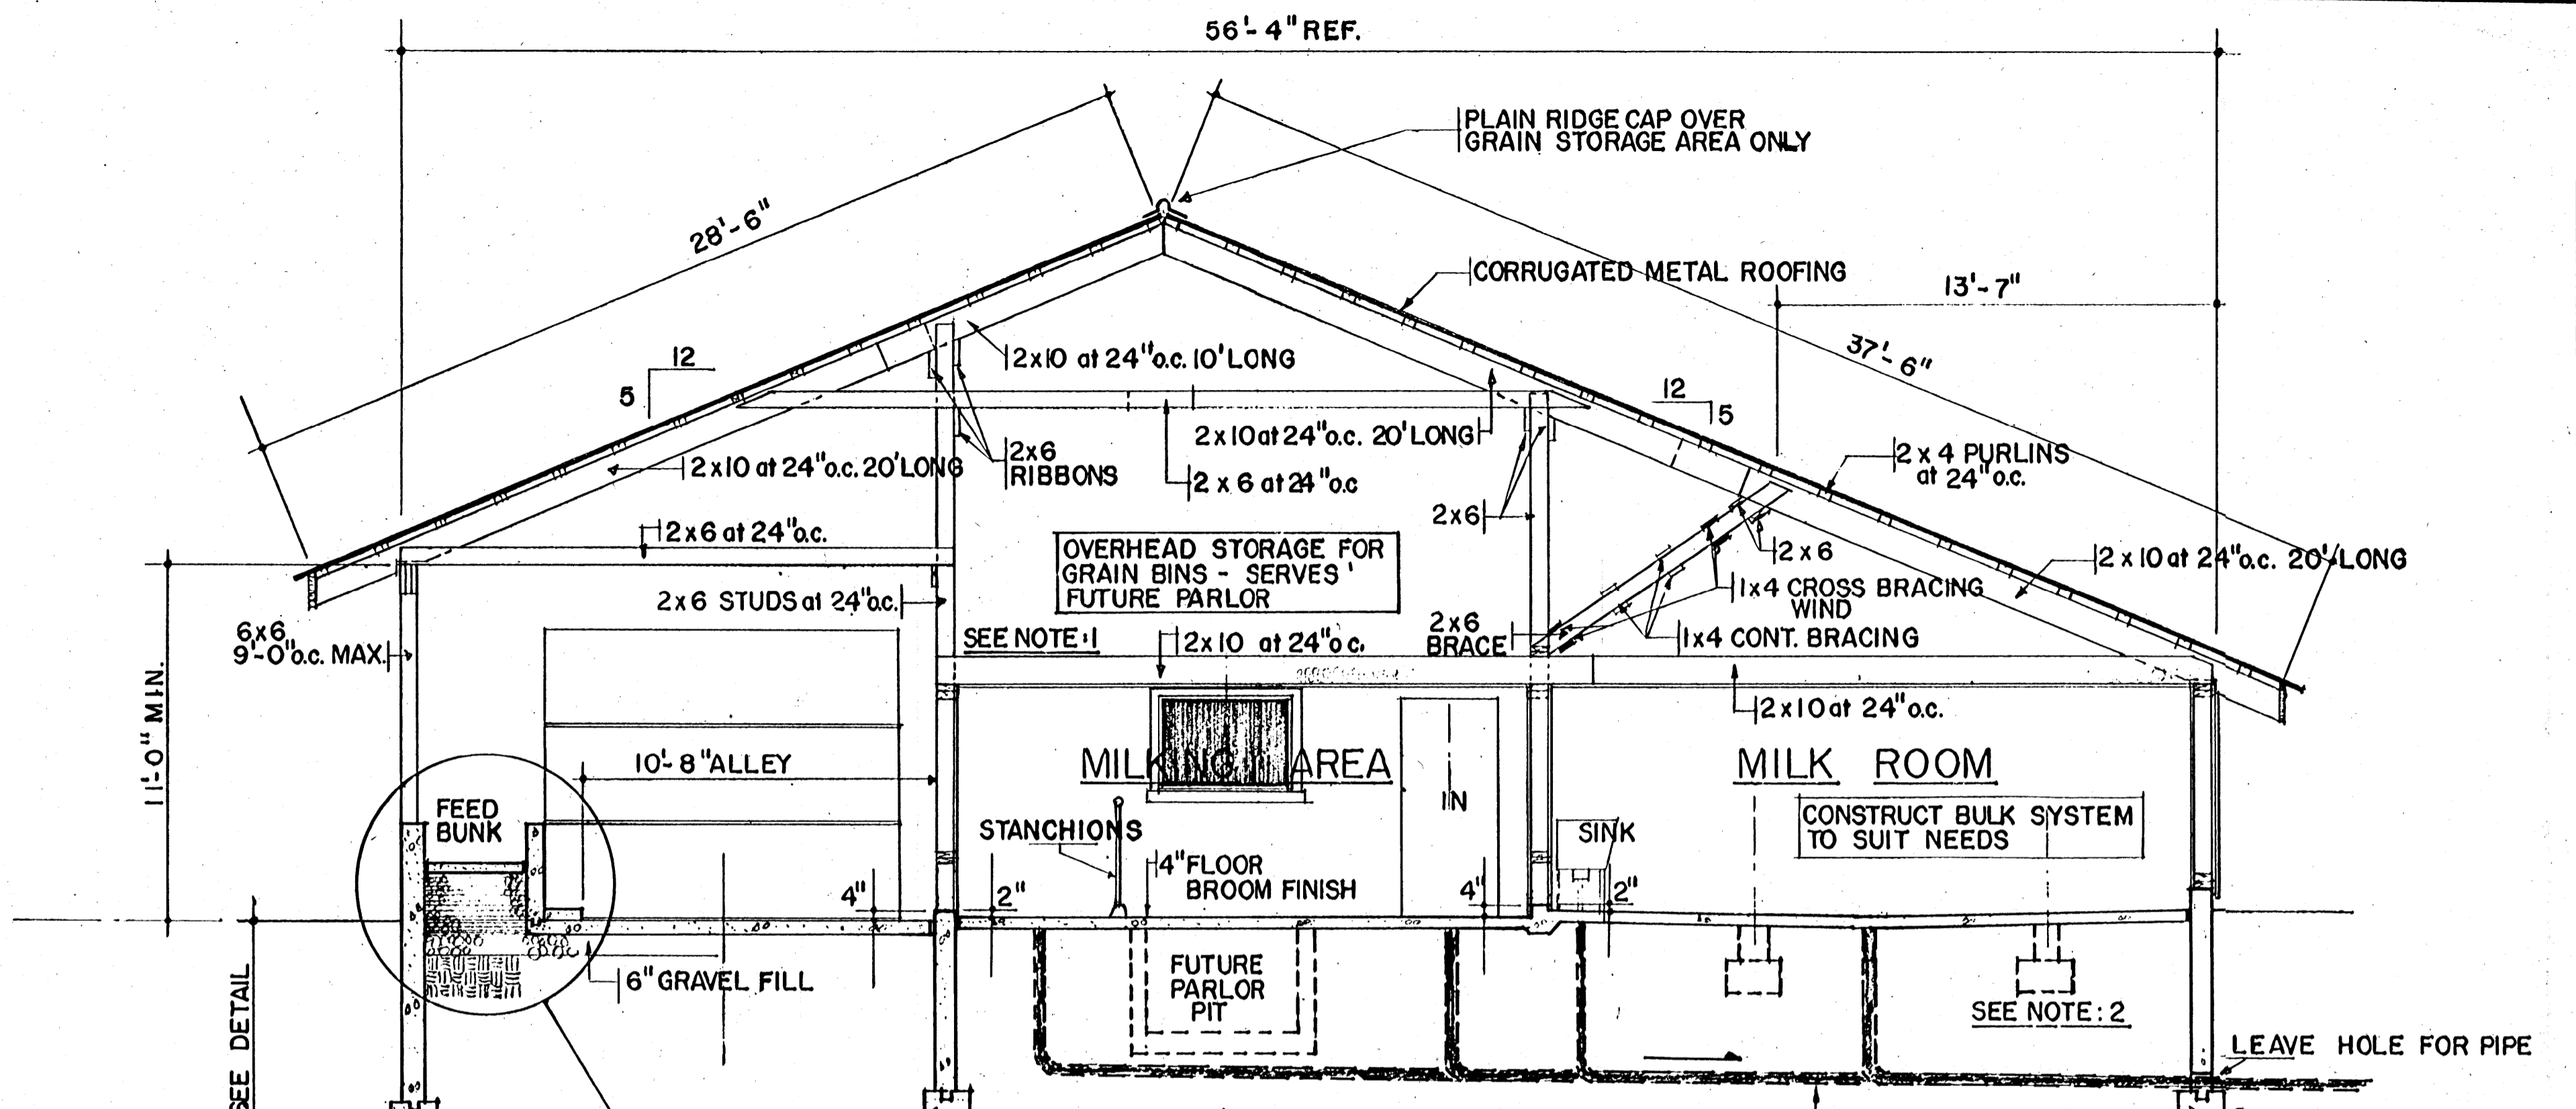 56'-4" REF.
PLAIN RIDGE CAP OVER
GRAIN STORAGE AREA ONLY
28'-6"
CORRUGATED METAL ROOFING
13'-7"
37'-6"
12
5
2x10 at 24"o.c. 10' LONG
12
5
2x10 at 24"o.c. 20' LONG
2x10 at 24"o.c. 20' LONG
2x6
RIBBONS
2 x 6 at 24"o.c
2 x 4 PURLINS
at 24"o.c.
2x6
2x6 at 24"o.c.
OVERHEAD STORAGE FOR
GRAIN BINS - SERVES
FUTURE PARLOR
2x6
2 x 10 at 24"o.c. 20' LONG
2x6 STUDS at 24"o.c.
1x4 CROSS BRACING
WIND
6x6
9'-0"o.c. MAX.
SEE NOTE:1
2x10 at 24"o c.
2x6
BRACE
1x4 CONT. BRACING
11'-0" MIN.
2x10 at 24"o.c.
10'-8" ALLEY
MILKING AREA
MILK ROOM
FEED
BUNK
IN
STANCHIONS
SINK
CONSTRUCT BULK SYSTEM
TO SUIT NEEDS
4" FLOOR
BROOM FINISH
4"
2"
4"
2"
6" GRAVEL FILL
FUTURE
PARLOR
PIT
SEE NOTE: 2
SEE DETAIL
LEAVE HOLE FOR PIPE